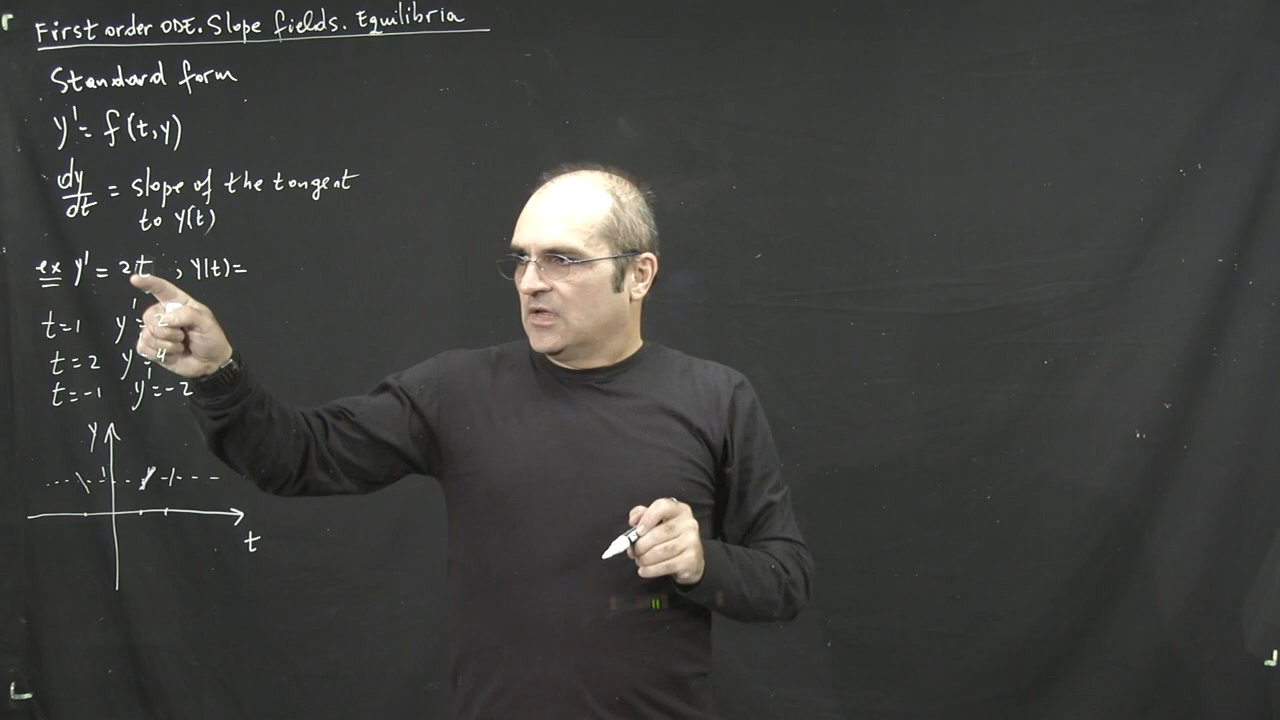 First order ODE. Slope fields. Equilibria
Standard form
y' = f(t,y)
dy/dt = slope of the tangent
to y(t)
ex y' = 2t ; y(t)=
t=1 y'=2
t=2 y'=4
t=-1 y'=-2
y
t